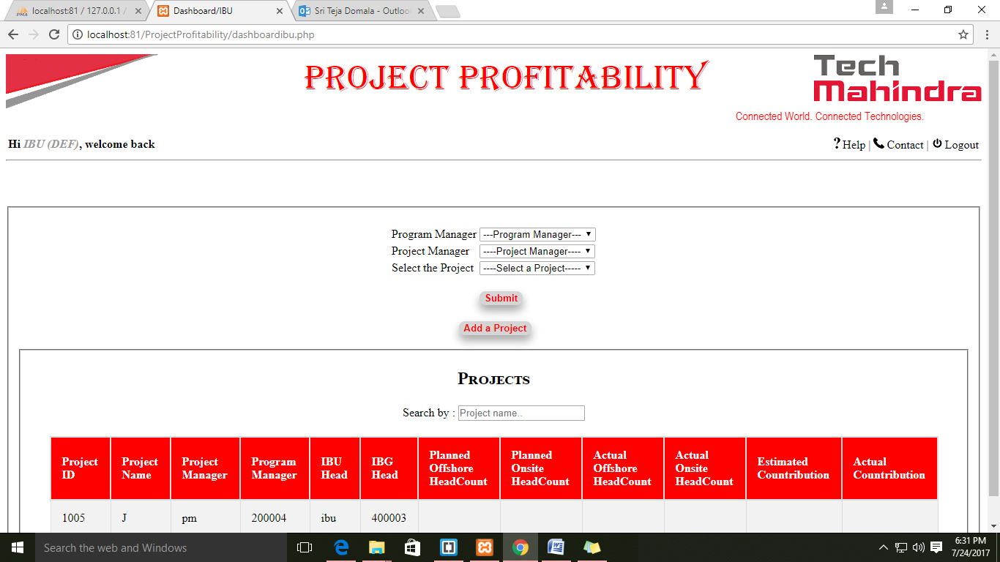 localhost:81 / 127.0.0.1 /
Dashboard/IBU
Sri Teja Domala - Outloo
localhost:81/ProjectProfitability/dashboardibu.php
PROJECT PROFITABILITY
Tech
Mahindra
Connected World. Connected Technologies.
Hi IBU (DEF), welcome back
? Help | Contact | Logout
Program Manager ---Program Manager---
Project Manager ----Project Manager----
Select the Project ----Select a Project-----
Submit
Add a Project
PROJECTS
Search by : Project name..
Project ID Project Name Project Manager Program Manager IBU Head IBG Head Planned Offshore HeadCount Planned Onsite HeadCount Actual Offshore HeadCount Actual Onsite HeadCount Estimated Countribution Actual Countribution
1005 J pm 200004 ibu 400003
Search the web and Windows
6:31 PM
7/24/2017